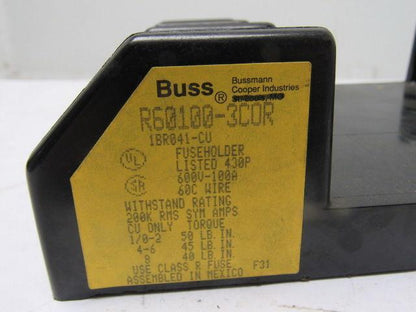 Buss®
Bussmann
Cooper Industries
R60100-3COR
1BR041-CU
UL
FUSEHOLDER
LISTED 430P
600V-100A
60C WIRE
WITHSTAND RATING
200K RMS SYM AMPS
CU ONLY TORQUE
1/0-2 50 LB.IN.
4-6 45 LB.IN.
8 40 LB.IN.
USE CLASS R FUSE F31
ASSEMBLED IN MEXICO